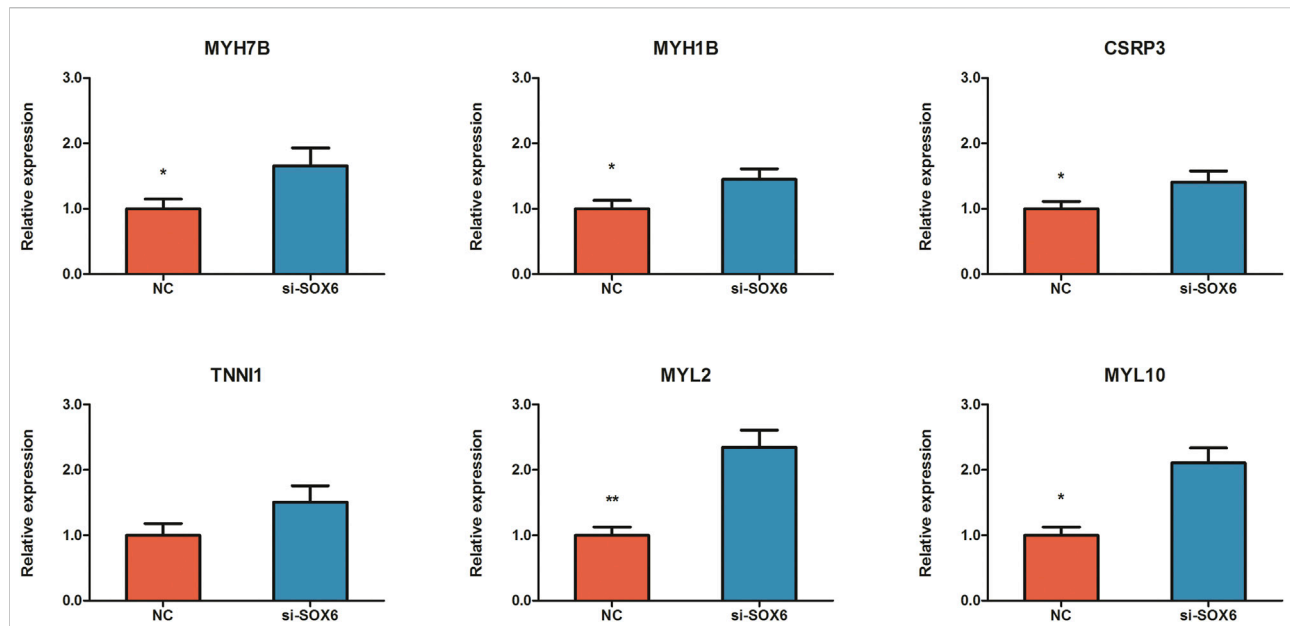 MYH7B
Relative expression
3.0
2.0
1.0
0.0
*
NC
si-SOX6
MYH1B
Relative expression
3.0
2.0
1.0
0.0
*
NC
si-SOX6
CSRP3
Relative expression
3.0
2.0
1.0
0.0
*
NC
si-SOX6
TNNI1
Relative expression
3.0
2.0
1.0
0.0
NC
si-SOX6
MYL2
Relative expression
3.0
2.0
1.0
0.0
**
NC
si-SOX6
MYL10
Relative expression
3.0
2.0
1.0
0.0
*
NC
si-SOX6